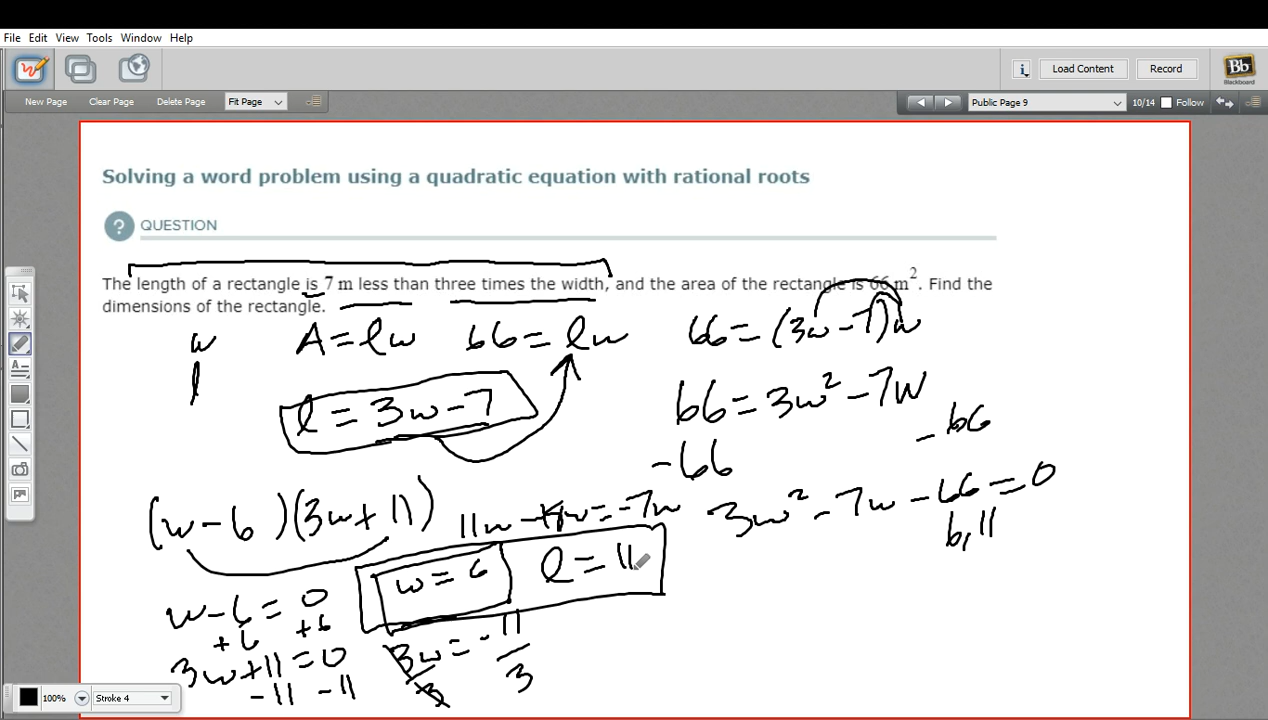 File Edit View Tools Window Help
i Load Content Record Bb Blackboard
New Page Clear Page Delete Page Fit Page Public Page 9 10/14 Follow
Solving a word problem using a quadratic equation with rational roots
? QUESTION
The length of a rectangle is 7 m less than three times the width, and the area of the rectangle is 66 m². Find the
dimensions of the rectangle.
w A = lw 66 = lw 66 = (3w - 7)w
l
l = 3w - 7 66 = 3w² - 7w
-66 - 66
(w - 6)(3w + 11) 11w - 18w = -7w 3w² - 7w - 66 = 0
6, 11
w = 6 l = 11
w - 6 = 0
+6 +6
3w + 11 = 0 3w = -11
-11 -11 3 3
100% Stroke 4